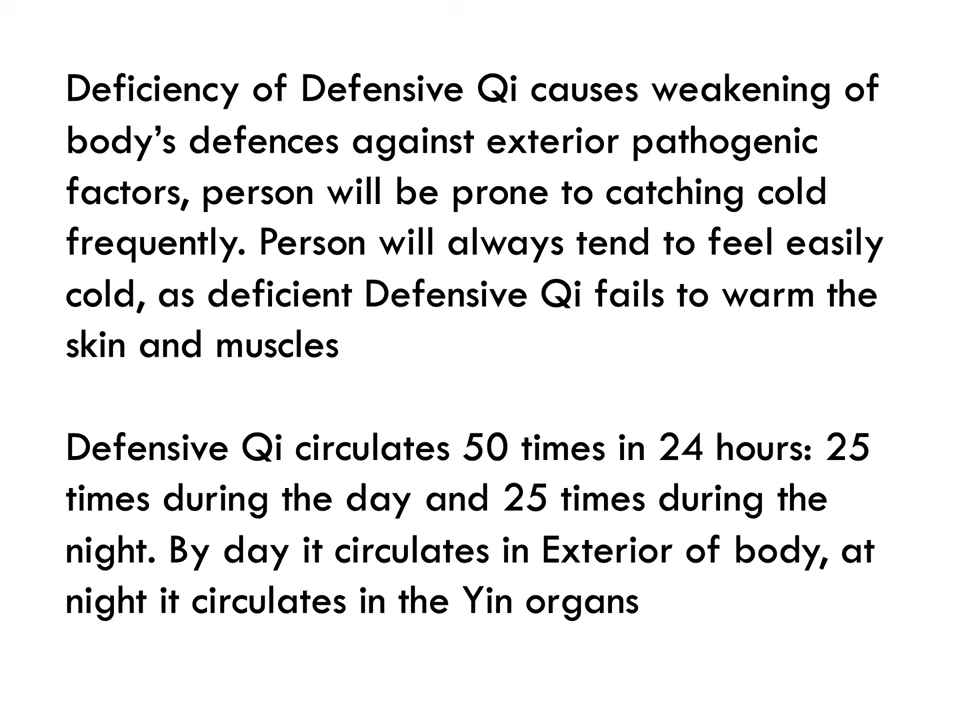 Deficiency of Defensive Qi causes weakening of
body’s defences against exterior pathogenic
factors, person will be prone to catching cold
frequently. Person will always tend to feel easily
cold, as deficient Defensive Qi fails to warm the
skin and muscles
Defensive Qi circulates 50 times in 24 hours: 25
times during the day and 25 times during the
night. By day it circulates in Exterior of body, at
night it circulates in the Yin organs